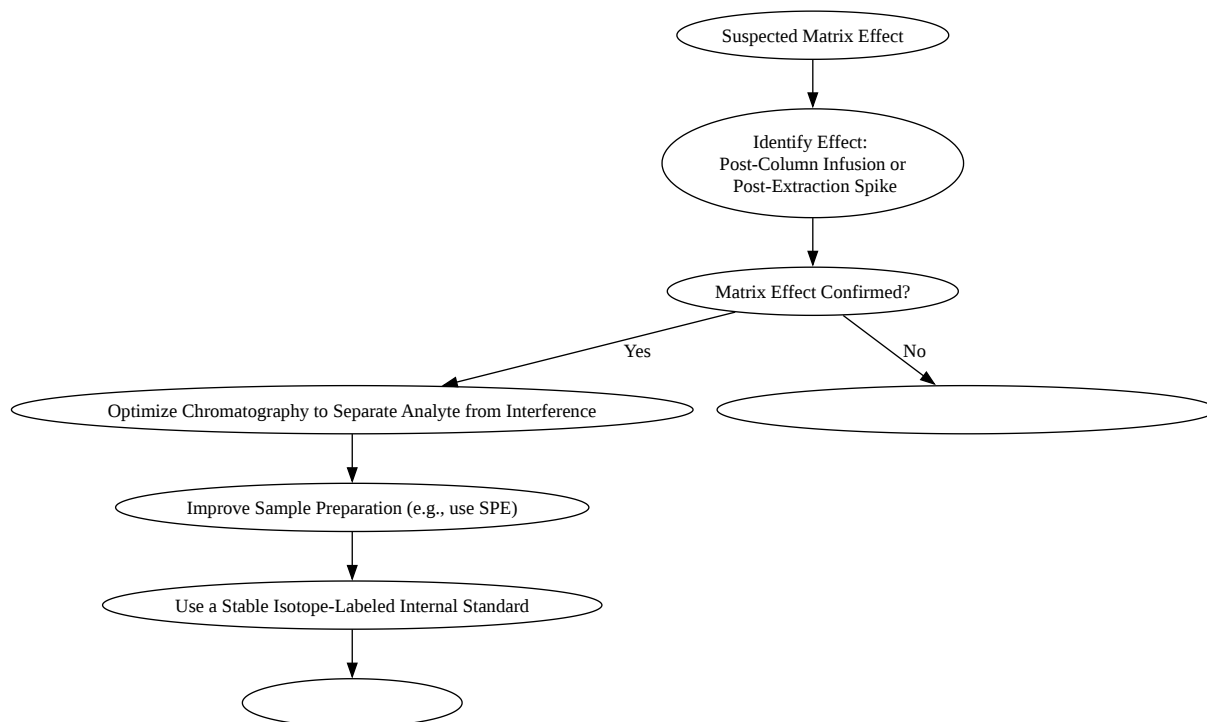 Suspected Matrix Effect
Identify Effect:
Post-Column Infusion or
Post-Extraction Spike
Matrix Effect Confirmed?
Yes
No
Optimize Chromatography to Separate Analyte from Interference
Improve Sample Preparation (e.g., use SPE)
Use a Stable Isotope-Labeled Internal Standard